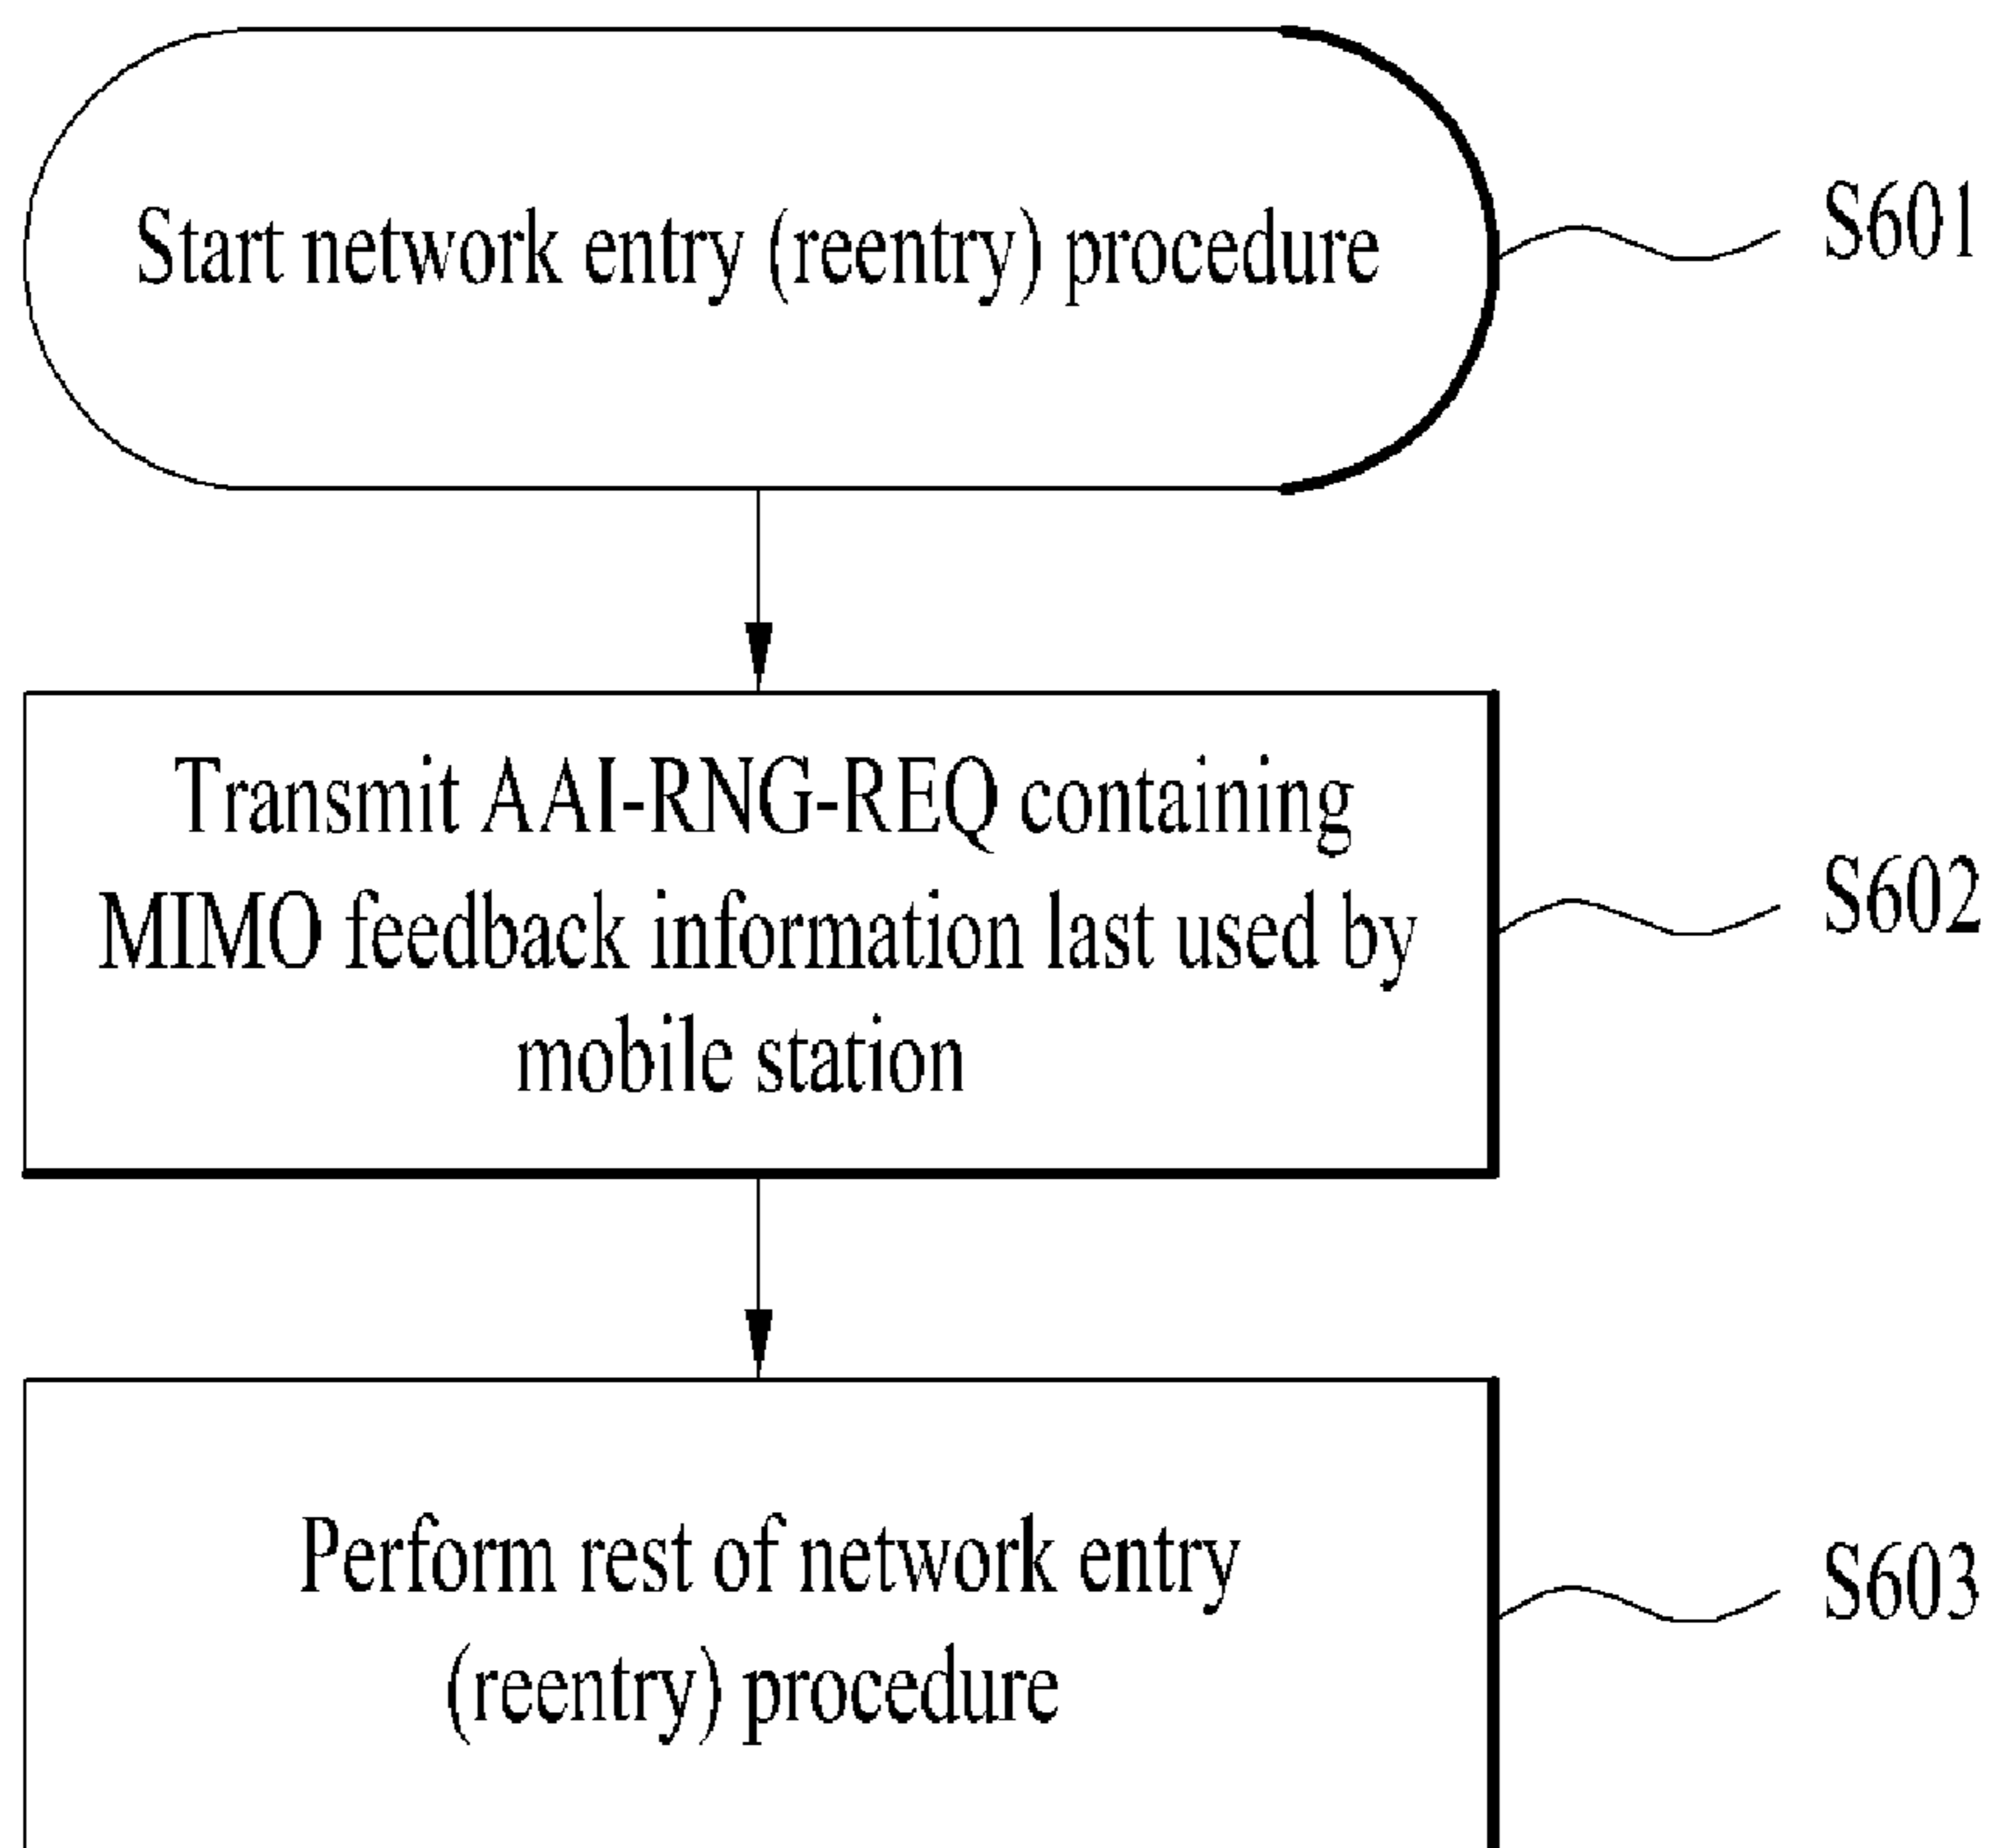 Start network entry (reentry) procedure
S601
Transmit AAI-RNG-REQ containing
MIMO feedback information last used by
mobile station
S602
Perform rest of network entry
(reentry) procedure
S603